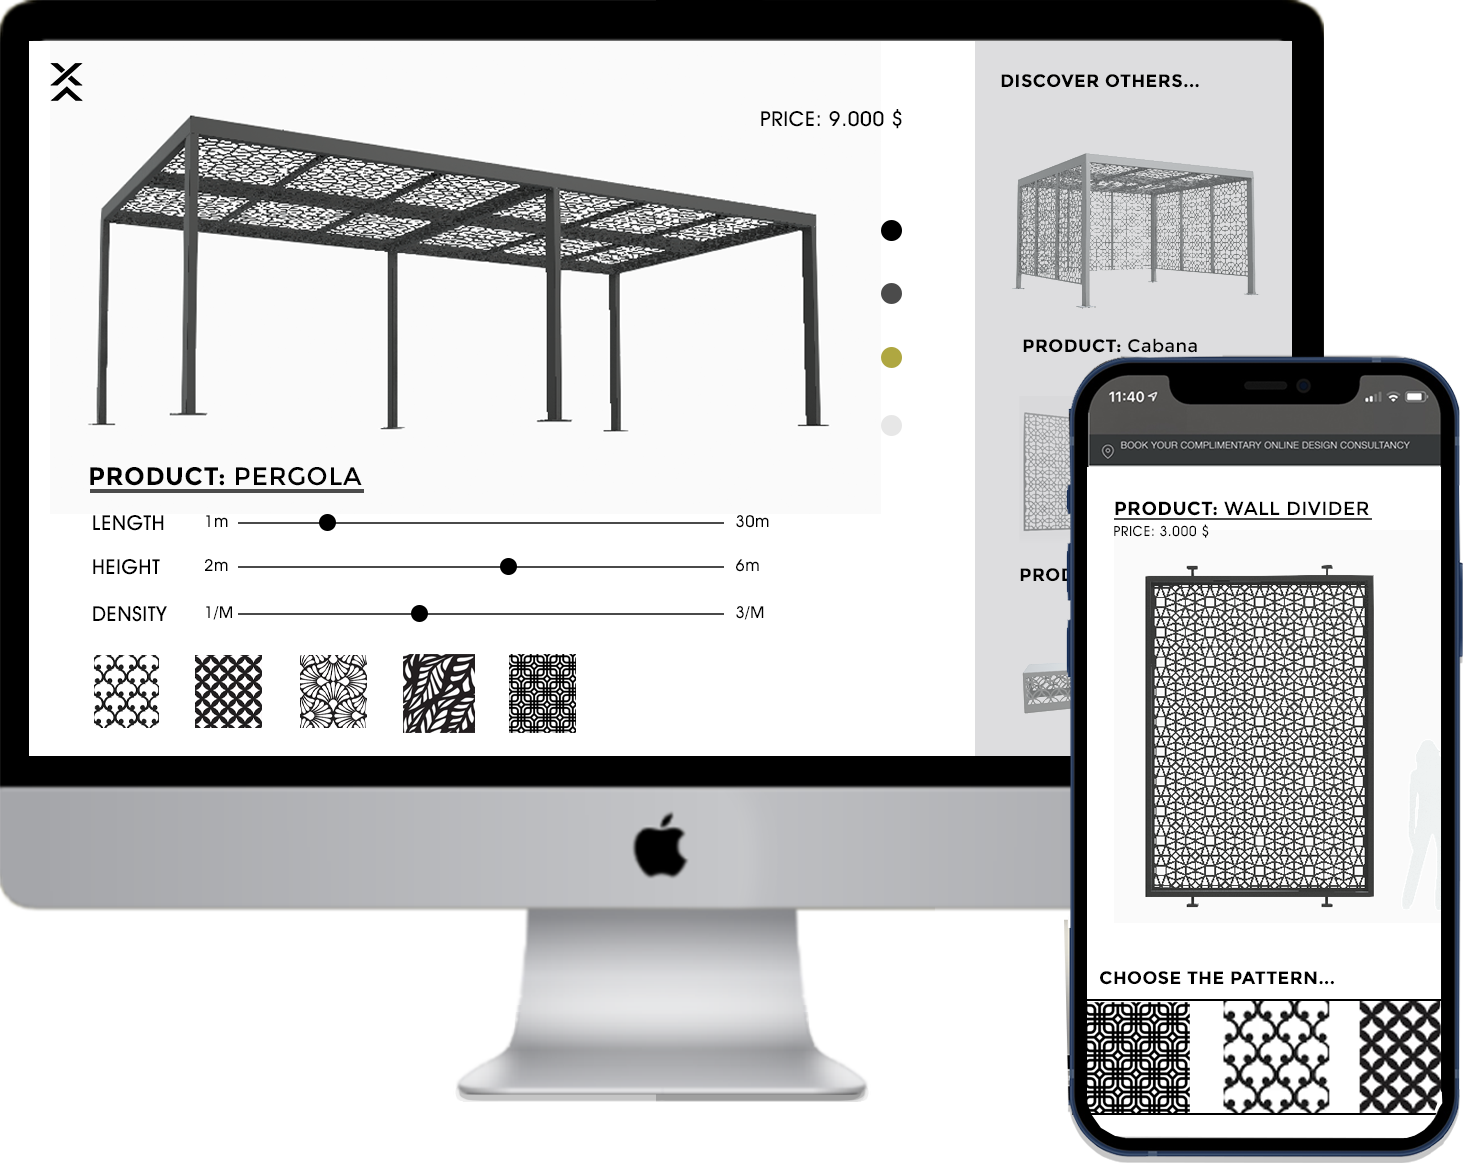 PRICE: 9.000 $
PRODUCT: PERGOLA
LENGTH 1m 30m
HEIGHT 2m 6m
DENSITY 1/M 3/M
DISCOVER OTHERS...
PRODUCT: Cabana
PROD
11:40
BOOK YOUR COMPLIMENTARY ONLINE DESIGN CONSULTANCY
PRODUCT: WALL DIVIDER
PRICE: 3.000 $
CHOOSE THE PATTERN...